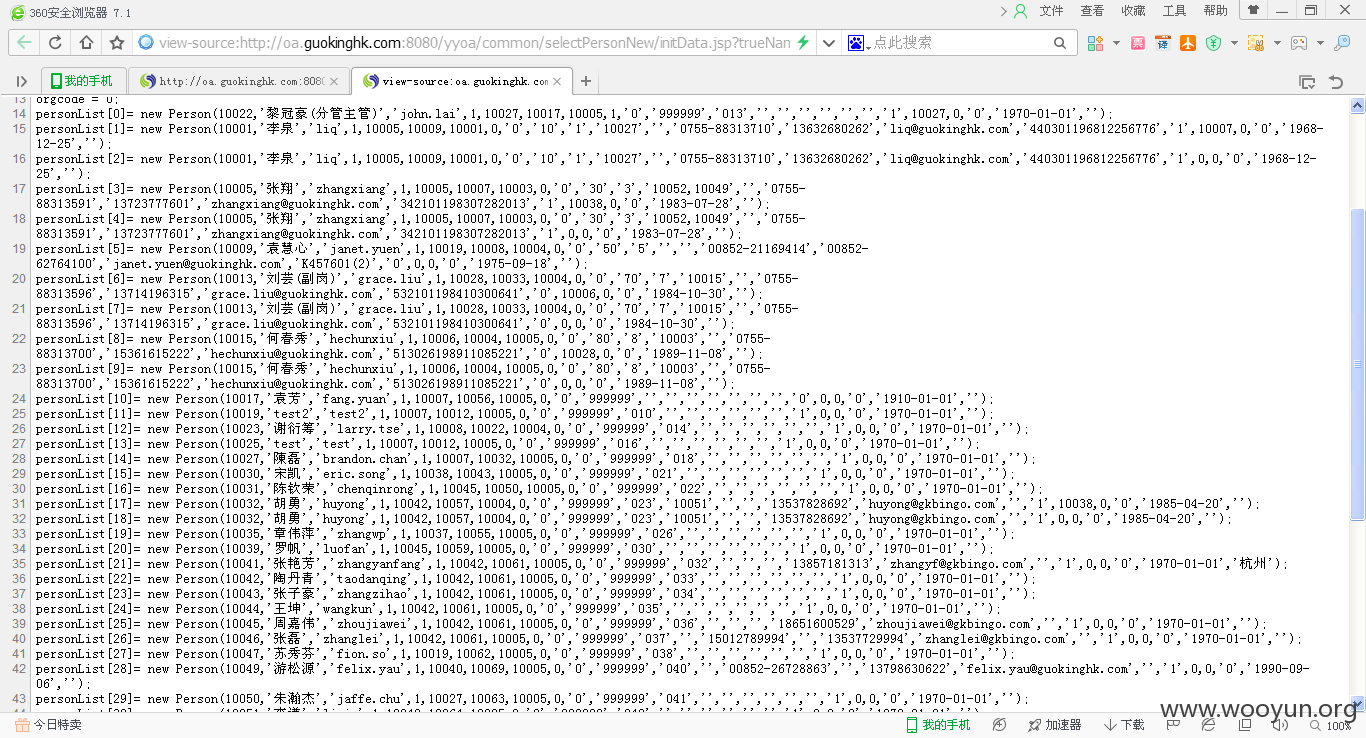 360安全浏览器 7.1
文件 查看 收藏 工具 帮助
view-source:http://oa.guokinghk.com:8080/yyoa/common/selectPersonNew/initData.jsp?trueNan
点此搜索
我的手机
http://oa.guokinghk.com:8080
view-source:oa.guokinghk.con
13 orgcode = 0;
14 personList[0]= new Person(10022,'黎冠豪(分管主管)','john.lai',1,10027,10017,10005,1,'0','999999','013','','','','','','','1',10027,0,'0','1970-01-01','');
15 personList[1]= new Person(10001,'李泉','liq',1,10005,10009,10001,0,'0','10','1','10027','','0755-88313710','13632680262','liq@guokinghk.com','440301196812256776','1',10007,0,'0','1968-
12-25','');
16 personList[2]= new Person(10001,'李泉','liq',1,10005,10009,10001,0,'0','10','1','10027','','0755-88313710','13632680262','liq@guokinghk.com','440301196812256776','1',0,0,'0','1968-12-
25','');
17 personList[3]= new Person(10005,'张翔','zhangxiang',1,10005,10007,10003,0,'0','30','3','10052,10049','','0755-
88313591','13723777601','zhangxiang@guokinghk.com','342101198307282013','1',10038,0,'0','1983-07-28','');
18 personList[4]= new Person(10005,'张翔','zhangxiang',1,10005,10007,10003,0,'0','30','3','10052,10049','','0755-
88313591','13723777601','zhangxiang@guokinghk.com','342101198307282013','1',0,0,'0','1983-07-28','');
19 personList[5]= new Person(10009,'袁慧心','janet.yuen',1,10019,10008,10004,0,'0','50','5','','','00852-21169414','00852-
62764100','janet.yuen@guokinghk.com','K457601(2)','0',0,0,'0','1975-09-18','');
20 personList[6]= new Person(10013,'刘芸(副岗)','grace.liu',1,10028,10033,10004,0,'0','70','7','10015','','0755-
88313596','13714196315','grace.liu@guokinghk.com','532101198410300641','0',10006,0,'0','1984-10-30','');
21 personList[7]= new Person(10013,'刘芸(副岗)','grace.liu',1,10028,10033,10004,0,'0','70','7','10015','','0755-
88313596','13714196315','grace.liu@guokinghk.com','532101198410300641','0',0,0,'0','1984-10-30','');
22 personList[8]= new Person(10015,'何春秀','hechunxiu',1,10006,10004,10005,0,'0','80','8','10003','','0755-
88313700','15361615222','hechunxiu@guokinghk.com','513026198911085221','0',10028,0,'0','1989-11-08','');
23 personList[9]= new Person(10015,'何春秀','hechunxiu',1,10006,10004,10005,0,'0','80','8','10003','','0755-
88313700','15361615222','hechunxiu@guokinghk.com','513026198911085221','0',0,0,'0','1989-11-08','');
24 personList[10]= new Person(10017,'袁芳','fang.yuan',1,10007,10056,10005,0,'0','999999','','','','','','','','0',0,0,'0','1910-01-01','');
25 personList[11]= new Person(10019,'test2','test2',1,10007,10012,10005,0,'0','999999','010','','','','','','','1',0,0,'0','1970-01-01','');
26 personList[12]= new Person(10023,'谢衍筹','larry.tse',1,10008,10022,10004,0,'0','999999','014','','','','','','','1',0,0,'0','1970-01-01','');
27 personList[13]= new Person(10025,'test','test',1,10007,10012,10005,0,'0','999999','016','','','','','','','1',0,0,'0','1970-01-01','');
28 personList[14]= new Person(10027,'陳磊','brandon.chan',1,10007,10032,10005,0,'0','999999','018','','','','','','','1',0,0,'0','1970-01-01','');
29 personList[15]= new Person(10030,'宋凯','eric.song',1,10038,10043,10005,0,'0','999999','021','','','','','','','1',0,0,'0','1970-01-01','');
30 personList[16]= new Person(10031,'陈钦荣','chenqinrong',1,10045,10050,10005,0,'0','999999','022','','','','','','','1',0,0,'0','1970-01-01','');
31 personList[17]= new Person(10032,'胡勇','huyong',1,10042,10057,10004,0,'0','999999','023','10051','','','13537828692','huyong@gkbingo.com','','1',10038,0,'0','1985-04-20','');
32 personList[18]= new Person(10032,'胡勇','huyong',1,10042,10057,10004,0,'0','999999','023','10051','','','13537828692','huyong@gkbingo.com','','1',0,0,'0','1985-04-20','');
33 personList[19]= new Person(10035,'章伟萍','zhangwp',1,10037,10055,10005,0,'0','999999','026','','','','','','','1',0,0,'0','1970-01-01','');
34 personList[20]= new Person(10039,'罗帆','luofan',1,10045,10059,10005,0,'0','999999','030','','','','','','','1',0,0,'0','1970-01-01','');
35 personList[21]= new Person(10041,'张艳芳','zhangyanfang',1,10042,10061,10005,0,'0','999999','032','','','','13857181313','zhangyf@gkbingo.com','','1',0,0,'0','1970-01-01','杭州');
36 personList[22]= new Person(10042,'陶丹青','taodanqing',1,10042,10061,10005,0,'0','999999','033','','','','','','','1',0,0,'0','1970-01-01','');
37 personList[23]= new Person(10043,'张子豪','zhangzihao',1,10042,10061,10005,0,'0','999999','034','','','','','','','1',0,0,'0','1970-01-01','');
38 personList[24]= new Person(10044,'王坤','wangkun',1,10042,10061,10005,0,'0','999999','035','','','','','','','1',0,0,'0','1970-01-01','');
39 personList[25]= new Person(10045,'周嘉伟','zhoujiawei',1,10042,10061,10005,0,'0','999999','036','','','','18651600529','zhoujiawei@gkbingo.com','','1',0,0,'0','1970-01-01','');
40 personList[26]= new Person(10046,'张磊','zhanglei',1,10042,10061,10005,0,'0','999999','037','','15012789994','','13537729994','zhanglei@gkbingo.com','','1',0,0,'0','1970-01-01','');
41 personList[27]= new Person(10047,'苏秀芬','fion.so',1,10019,10062,10005,0,'0','999999','038','','','','','','','1',0,0,'0','1970-01-01','');
42 personList[28]= new Person(10049,'游松源','felix.yau',1,10040,10069,10005,0,'0','999999','040','','00852-26728863','','13798630622','felix.yau@guokinghk.com','','1',0,0,'0','1990-09-
06','');
43 personList[29]= new Person(10050,'朱瀚杰','jaffe.chu',1,10027,10063,10005,0,'0','999999','041','','','','','','','1',0,0,'0','1970-01-01','');
今日特卖
我的手机 加速器 下载 100%
www.wooyun.org